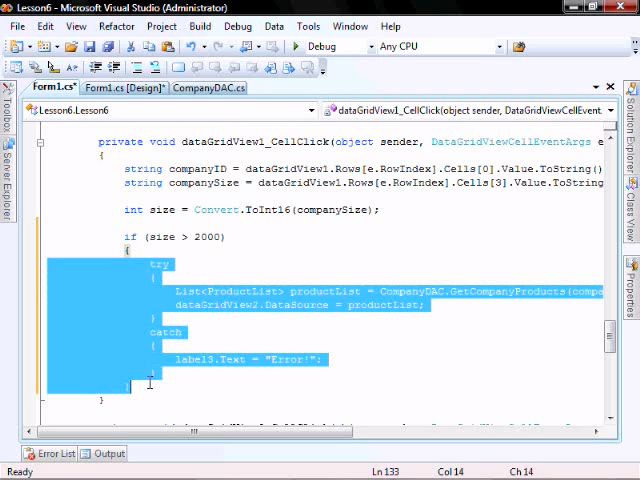 Lesson6 - Microsoft Visual Studio (Administrator)
File Edit View Refactor Project Build Debug Data Tools Test Window Help
Debug Any CPU
Form1.cs* Form1.cs [Design]* CompanyDAC.cs
Lesson6.Lesson6 dataGridView1_CellClick(object sender, DataGridViewCellEvent.
private void dataGridView1_CellClick(object sender, DataGridViewCellEventArgs e
{
string companyID = dataGridView1.Rows[e.RowIndex].Cells[0].Value.ToString()
string companySize = dataGridView1.Rows[e.RowIndex].Cells[3].Value.ToString
int size = Convert.ToInt16(companySize);
if (size > 2000)
{
try
{
List<ProductList> productList = CompanyDAC.GetCompanyProducts(compa
dataGridView2.DataSource = productList;
}
catch
{
label3.Text = "Error!";
}
}
}
Toolbox
Server Explorer
Solution Explorer
Class View
Properties
Error List Output
Ready Ln 133 Col 14 Ch 14